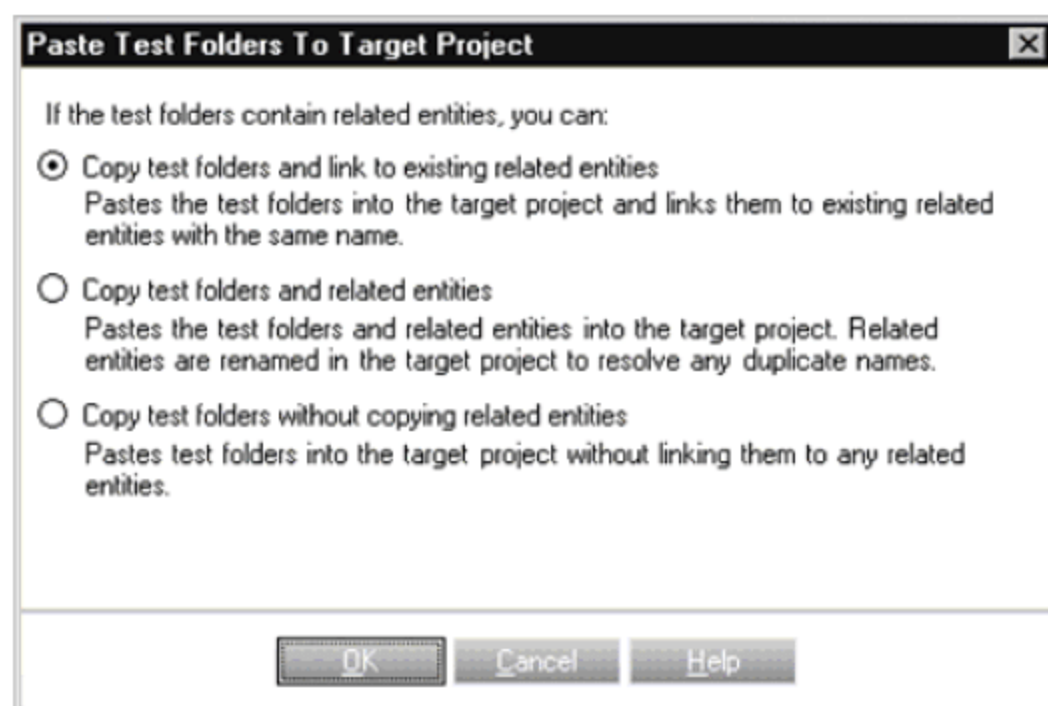 Paste Test Folders To Target Project
If the test folders contain related entities, you can:
Copy test folders and link to existing related entities
Pastes the test folders into the target project and links them to existing related
entities with the same name.
Copy test folders and related entities
Pastes the test folders and related entities into the target project. Related
entities are renamed in the target project to resolve any duplicate names.
Copy test folders without copying related entities
Pastes test folders into the target project without linking them to any related
entities.
OK Cancel Help